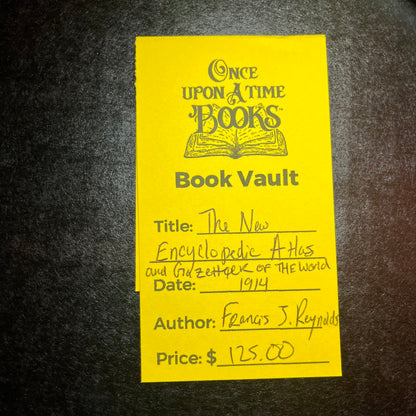 ONCE
UPON A TIME
BOOKS™
Book Vault
Title: The New
Encyclopedic Atlas
and Gazetteer OF THE World
Date: 1914
Author: Francis J. Reynolds
Price: $ 125.00